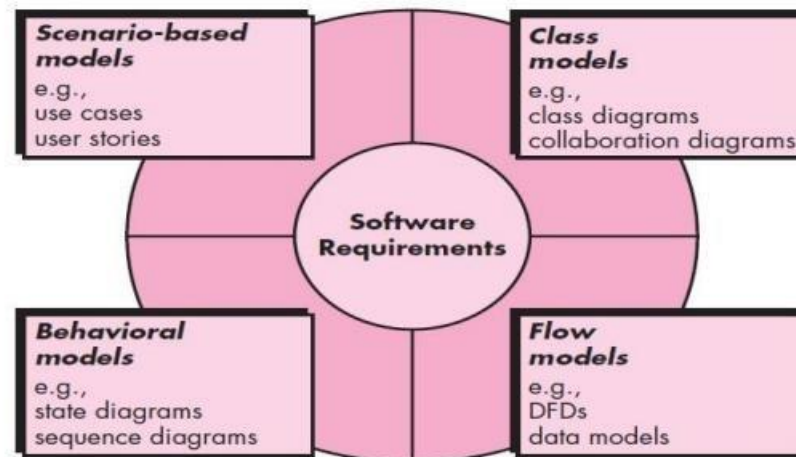 Scenario-based
models
e.g.,
use cases
user stories
Class
models
e.g.,
class diagrams
collaboration diagrams
Software
Requirements
Behavioral
models
e.g.,
state diagrams
sequence diagrams
Flow
models
e.g.,
DFDs
data models